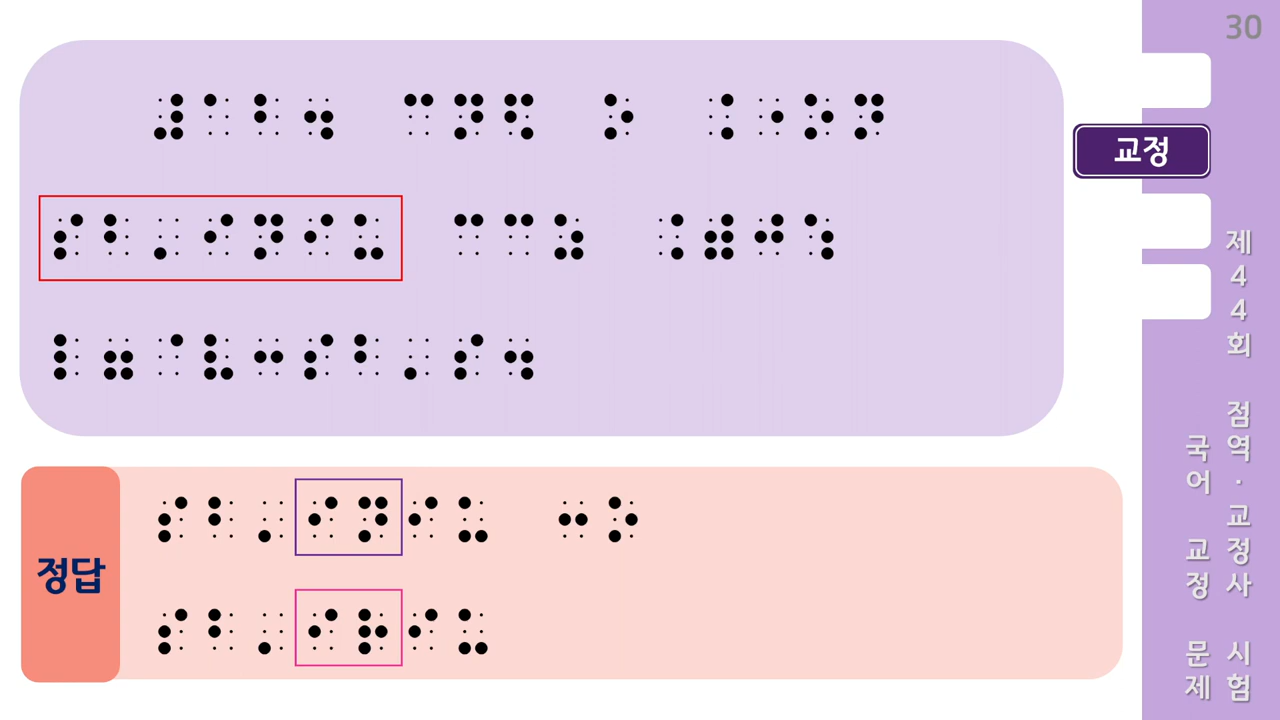 30
⠼⠁⠃⠲ ⠉⠝⠫ ⠕ ⠨⠐⠕⠝
⠎⠃⠄⠊⠝⠊⠥ ⠉⠉⠵ ⠨⠾⠚⠱
⠇⠶⠈⠧⠒⠎⠃⠄⠎⠲
교정
정답
⠎⠃⠄⠊⠝⠊⠥ ⠒⠕
⠎⠃⠄⠊⠗⠊⠥
제44회 점역·교정사 시험
국어 교정 문제